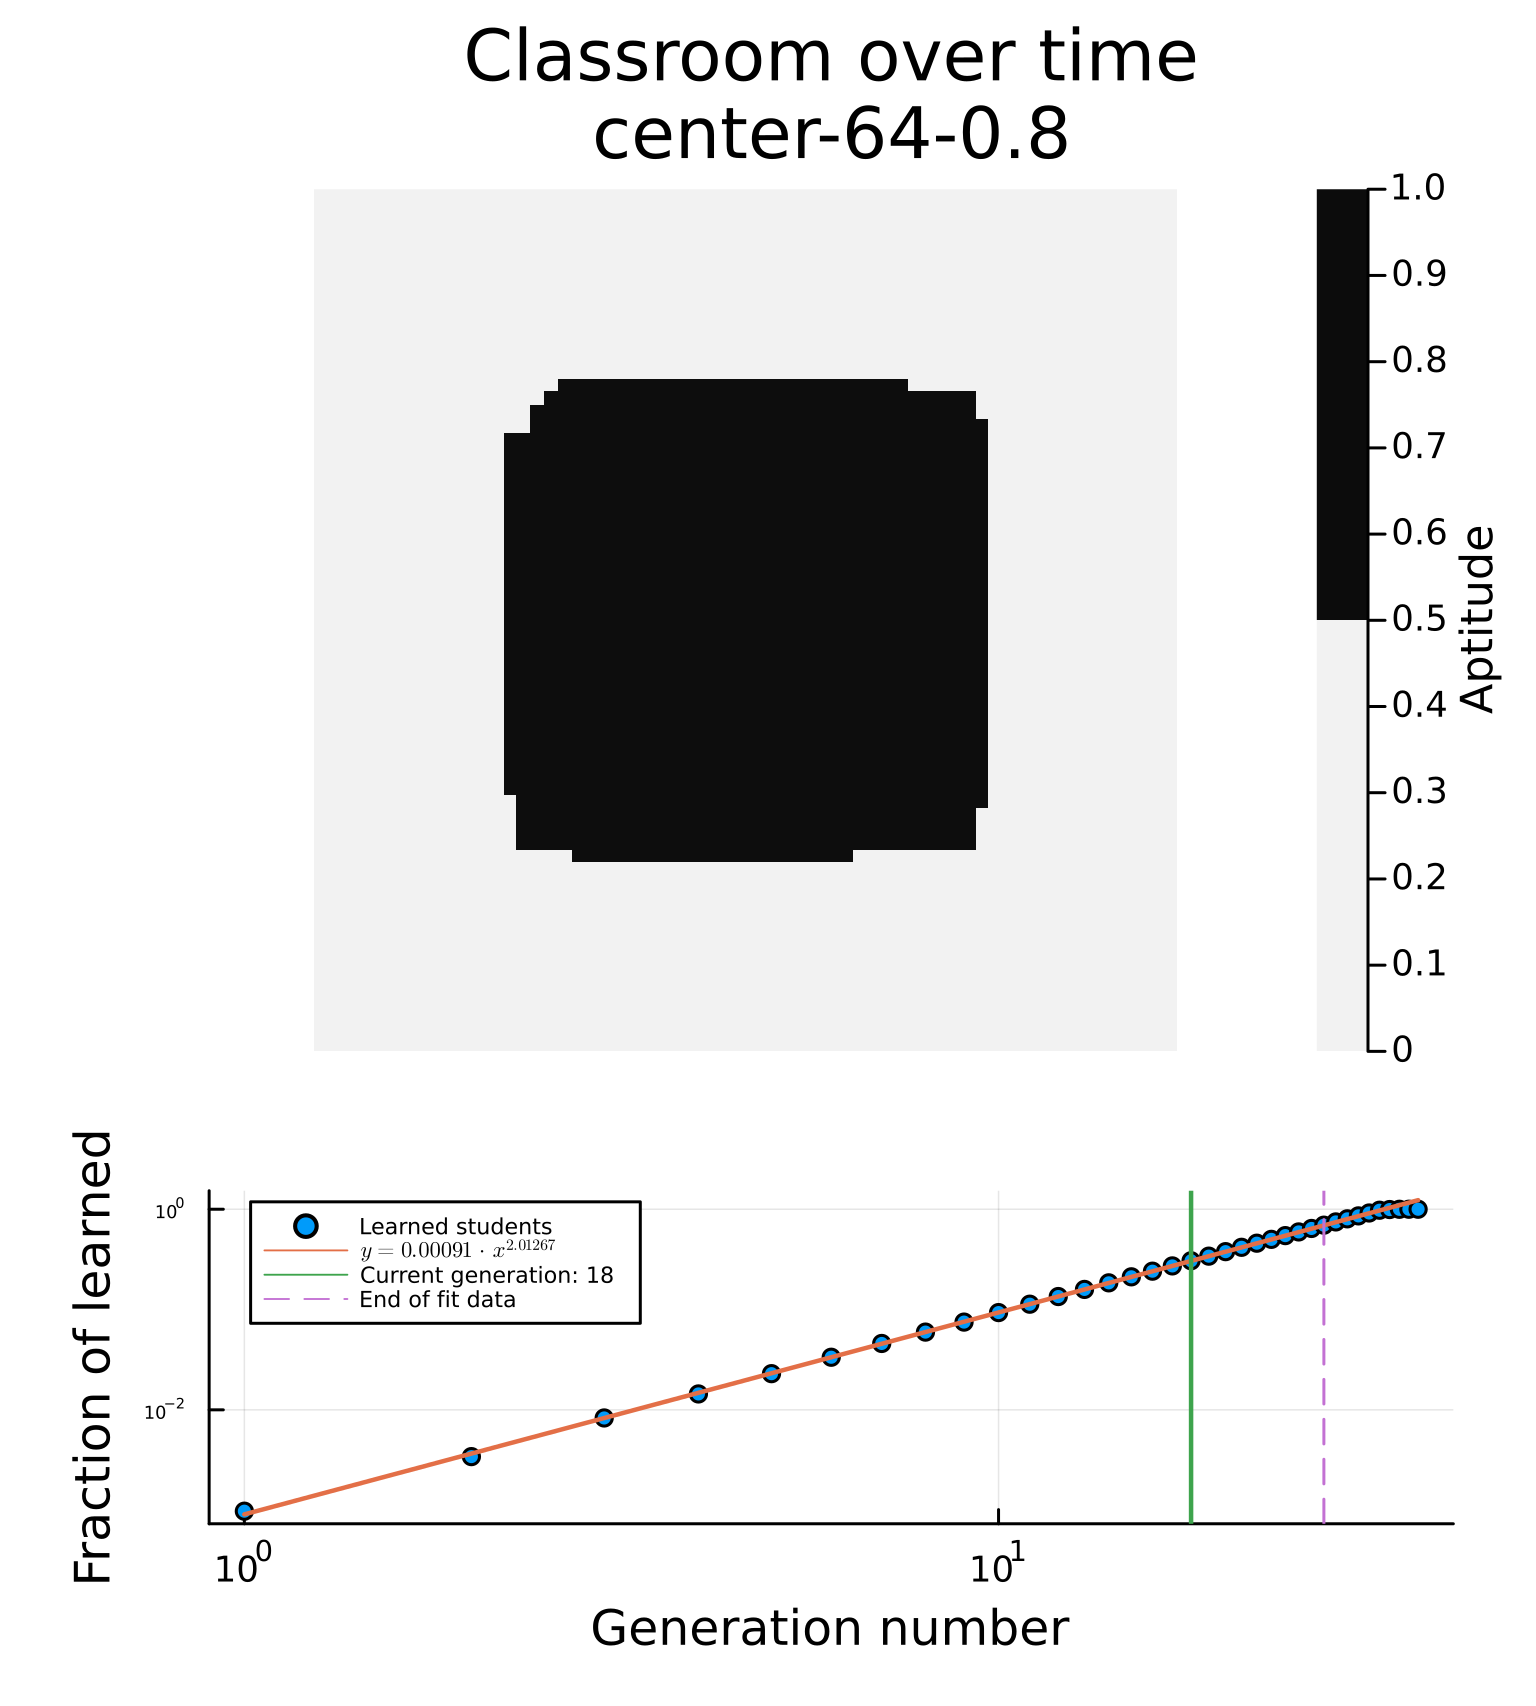 Classroom over time
center-64-0.8
1.0
0.9
0.8
0.7
0.6
0.5
0.4
0.3
0.2
0.1
0
Aptitude
Fraction of learned
10⁰
10⁻²
Learned students
y = 0.00091 · x^2.01267
Current generation: 18
End of fit data
10⁰
10¹
Generation number